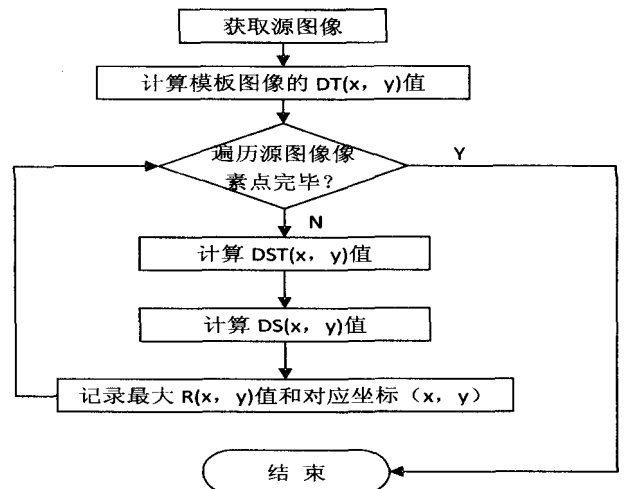 获取源图像
计算模板图像的 DT(x，y)值
遍历源图像像
素点完毕？
Y
N
计算 DST(x，y)值
计算 DS(x，y)值
记录最大 R(x，y)值和对应坐标（x，y）
结 束